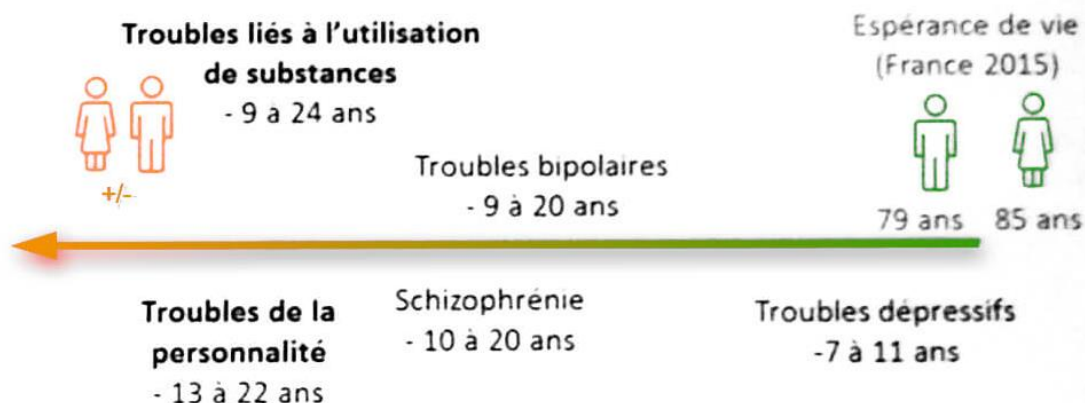 Troubles liés à l'utilisation
de substances
- 9 à 24 ans
+/-
Espérance de vie
(France 2015)
79 ans 85 ans
Troubles bipolaires
- 9 à 20 ans
Troubles de la
personnalité
- 13 à 22 ans
Schizophrénie
- 10 à 20 ans
Troubles dépressifs
-7 à 11 ans